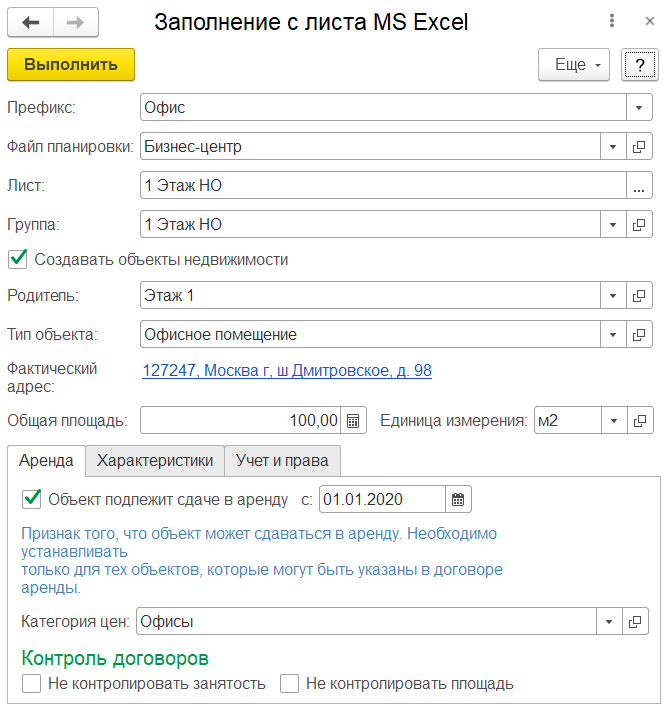 Заполнение с листа MS Excel
Выполнить Еще ?
Префикс: Офис
Файл планировки: Бизнес-центр
Лист: 1 Этаж НО ...
Группа: 1 Этаж НО
Создавать объекты недвижимости
Родитель: Этаж 1
Тип объекта: Офисное помещение
Фактический
адрес: 127247, Москва г, ш Дмитровское, д. 98
Общая площадь: 100,00 Единица измерения: м2
Аренда Характеристики Учет и права
Объект подлежит сдаче в аренду с: 01.01.2020
Признак того, что объект может сдаваться в аренду. Необходимо
устанавливать
только для тех объектов, которые могут быть указаны в договоре
аренды.
Категория цен: Офисы
Контроль договоров
Не контролировать занятость Не контролировать площадь